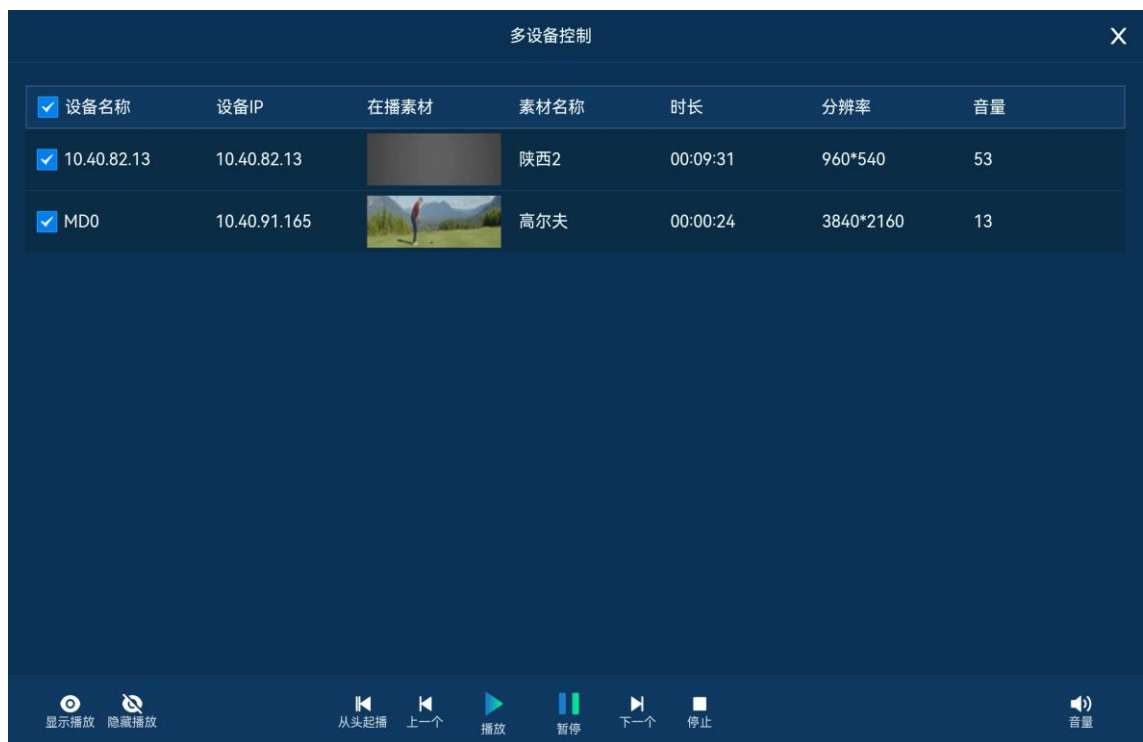 多设备控制 X
设备名称 设备IP 在播素材 素材名称 时长 分辨率 音量
10.40.82.13 10.40.82.13 陕西2 00:09:31 960*540 53
MD0 10.40.91.165 高尔夫 00:00:24 3840*2160 13
显示播放 隐藏播放 从头起播 上一个 播放 暂停 下一个 停止 音量